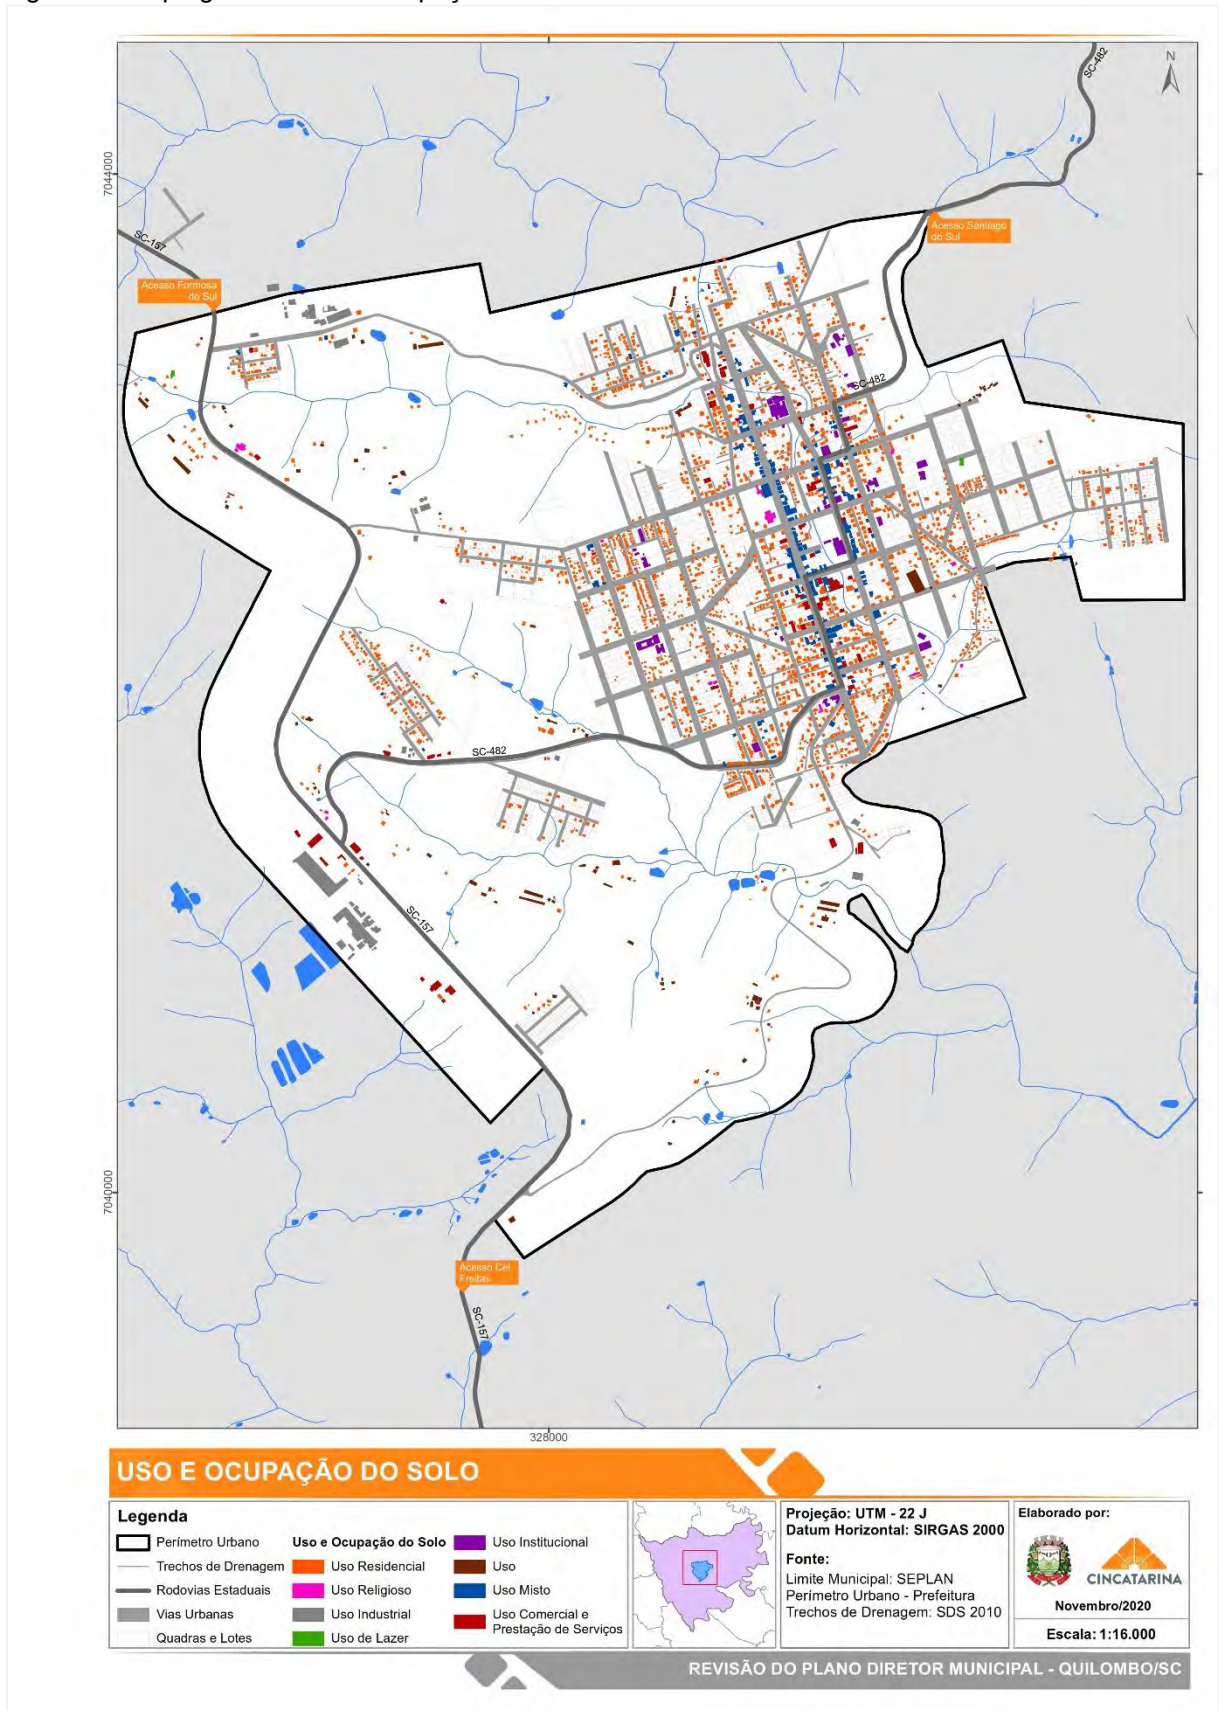 N
SC-482
7044000
SC-157
Acesso Santiago
do Sul
Acesso Formosa
do Sul
SC-482
SC-482
SC-157
7040000
Acesso Cel
Freitas
SC-157
328000
USO E OCUPAÇÃO DO SOLO
Legenda
Perímetro Urbano
Trechos de Drenagem
Rodovias Estaduais
Vias Urbanas
Quadras e Lotes
Uso e Ocupação do Solo
Uso Residencial
Uso Religioso
Uso Industrial
Uso de Lazer
Uso Institucional
Uso
Uso Misto
Uso Comercial e
Prestação de Serviços
Projeção: UTM - 22 J
Datum Horizontal: SIRGAS 2000
Fonte:
Limite Municipal: SEPLAN
Perímetro Urbano - Prefeitura
Trechos de Drenagem: SDS 2010
Elaborado por:
CINCATARINA
Novembro/2020
Escala: 1:16.000
REVISÃO DO PLANO DIRETOR MUNICIPAL - QUILOMBO/SC